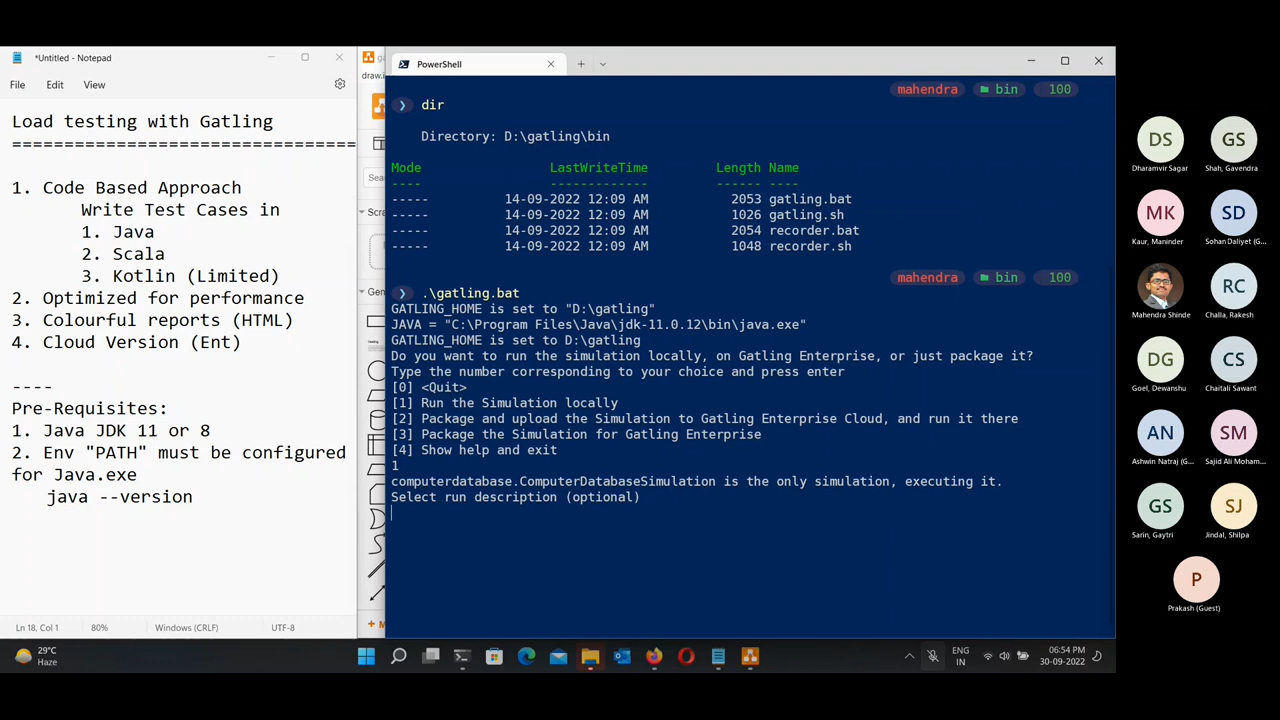 *Untitled - Notepad
File Edit View
Load testing with Gatling
=================================
1. Code Based Approach
Write Test Cases in
1. Java
2. Scala
3. Kotlin (Limited)
2. Optimized for performance
3. Colourful reports (HTML)
4. Cloud Version (Ent)
----
Pre-Requisites:
1. Java JDK 11 or 8
2. Env "PATH" must be configured
for Java.exe
java --version
Ln 18, Col 1 80% Windows (CRLF) UTF-8
draw.i
Sea
Scra
Gen
PowerShell
mahendra bin 100
❯ dir
Directory: D:\gatling\bin
Mode LastWriteTime Length Name
---- ------------- ------ ----
----- 14-09-2022 12:09 AM 2053 gatling.bat
----- 14-09-2022 12:09 AM 1026 gatling.sh
----- 14-09-2022 12:09 AM 2054 recorder.bat
----- 14-09-2022 12:09 AM 1048 recorder.sh
mahendra bin 100
❯ .\gatling.bat
GATLING_HOME is set to "D:\gatling"
JAVA = "C:\Program Files\Java\jdk-11.0.12\bin\java.exe"
GATLING_HOME is set to D:\gatling
Do you want to run the simulation locally, on Gatling Enterprise, or just package it?
Type the number corresponding to your choice and press enter
[0] <Quit>
[1] Run the Simulation locally
[2] Package and upload the Simulation to Gatling Enterprise Cloud, and run it there
[3] Package the Simulation for Gatling Enterprise
[4] Show help and exit
1
computerdatabase.ComputerDatabaseSimulation is the only simulation, executing it.
Select run description (optional)
29°C
Haze
ENG
IN
06:54 PM
30-09-2022
DS
Dharamvir Sagar
GS
Shah, Gavendra
MK
Kaur, Maninder
SD
Sohan Daliyet (G...
Mahendra Shinde
RC
Challa, Rakesh
DG
Goel, Dewanshu
CS
Chaitali Sawant
AN
Ashwin Natraj (G...
SM
Sajid Ali Moham...
GS
Sarin, Gaytri
SJ
Jindal, Shilpa
P
Prakash (Guest)